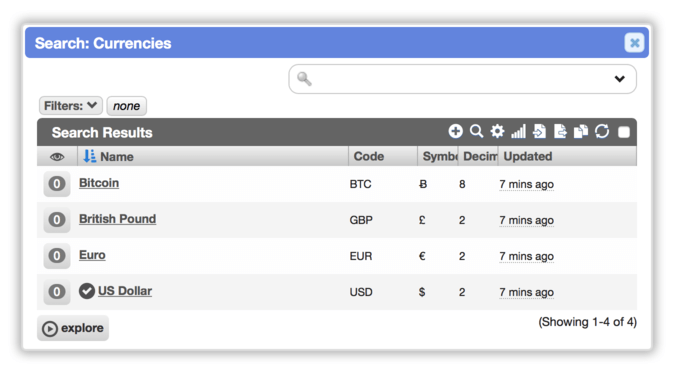 Search: Currencies
Filters: none
Search Results
Name Code Symbo Decim Updated
0 Bitcoin BTC Ƀ 8 7 mins ago
0 British Pound GBP £ 2 7 mins ago
0 Euro EUR € 2 7 mins ago
0 US Dollar USD $ 2 7 mins ago
explore (Showing 1-4 of 4)